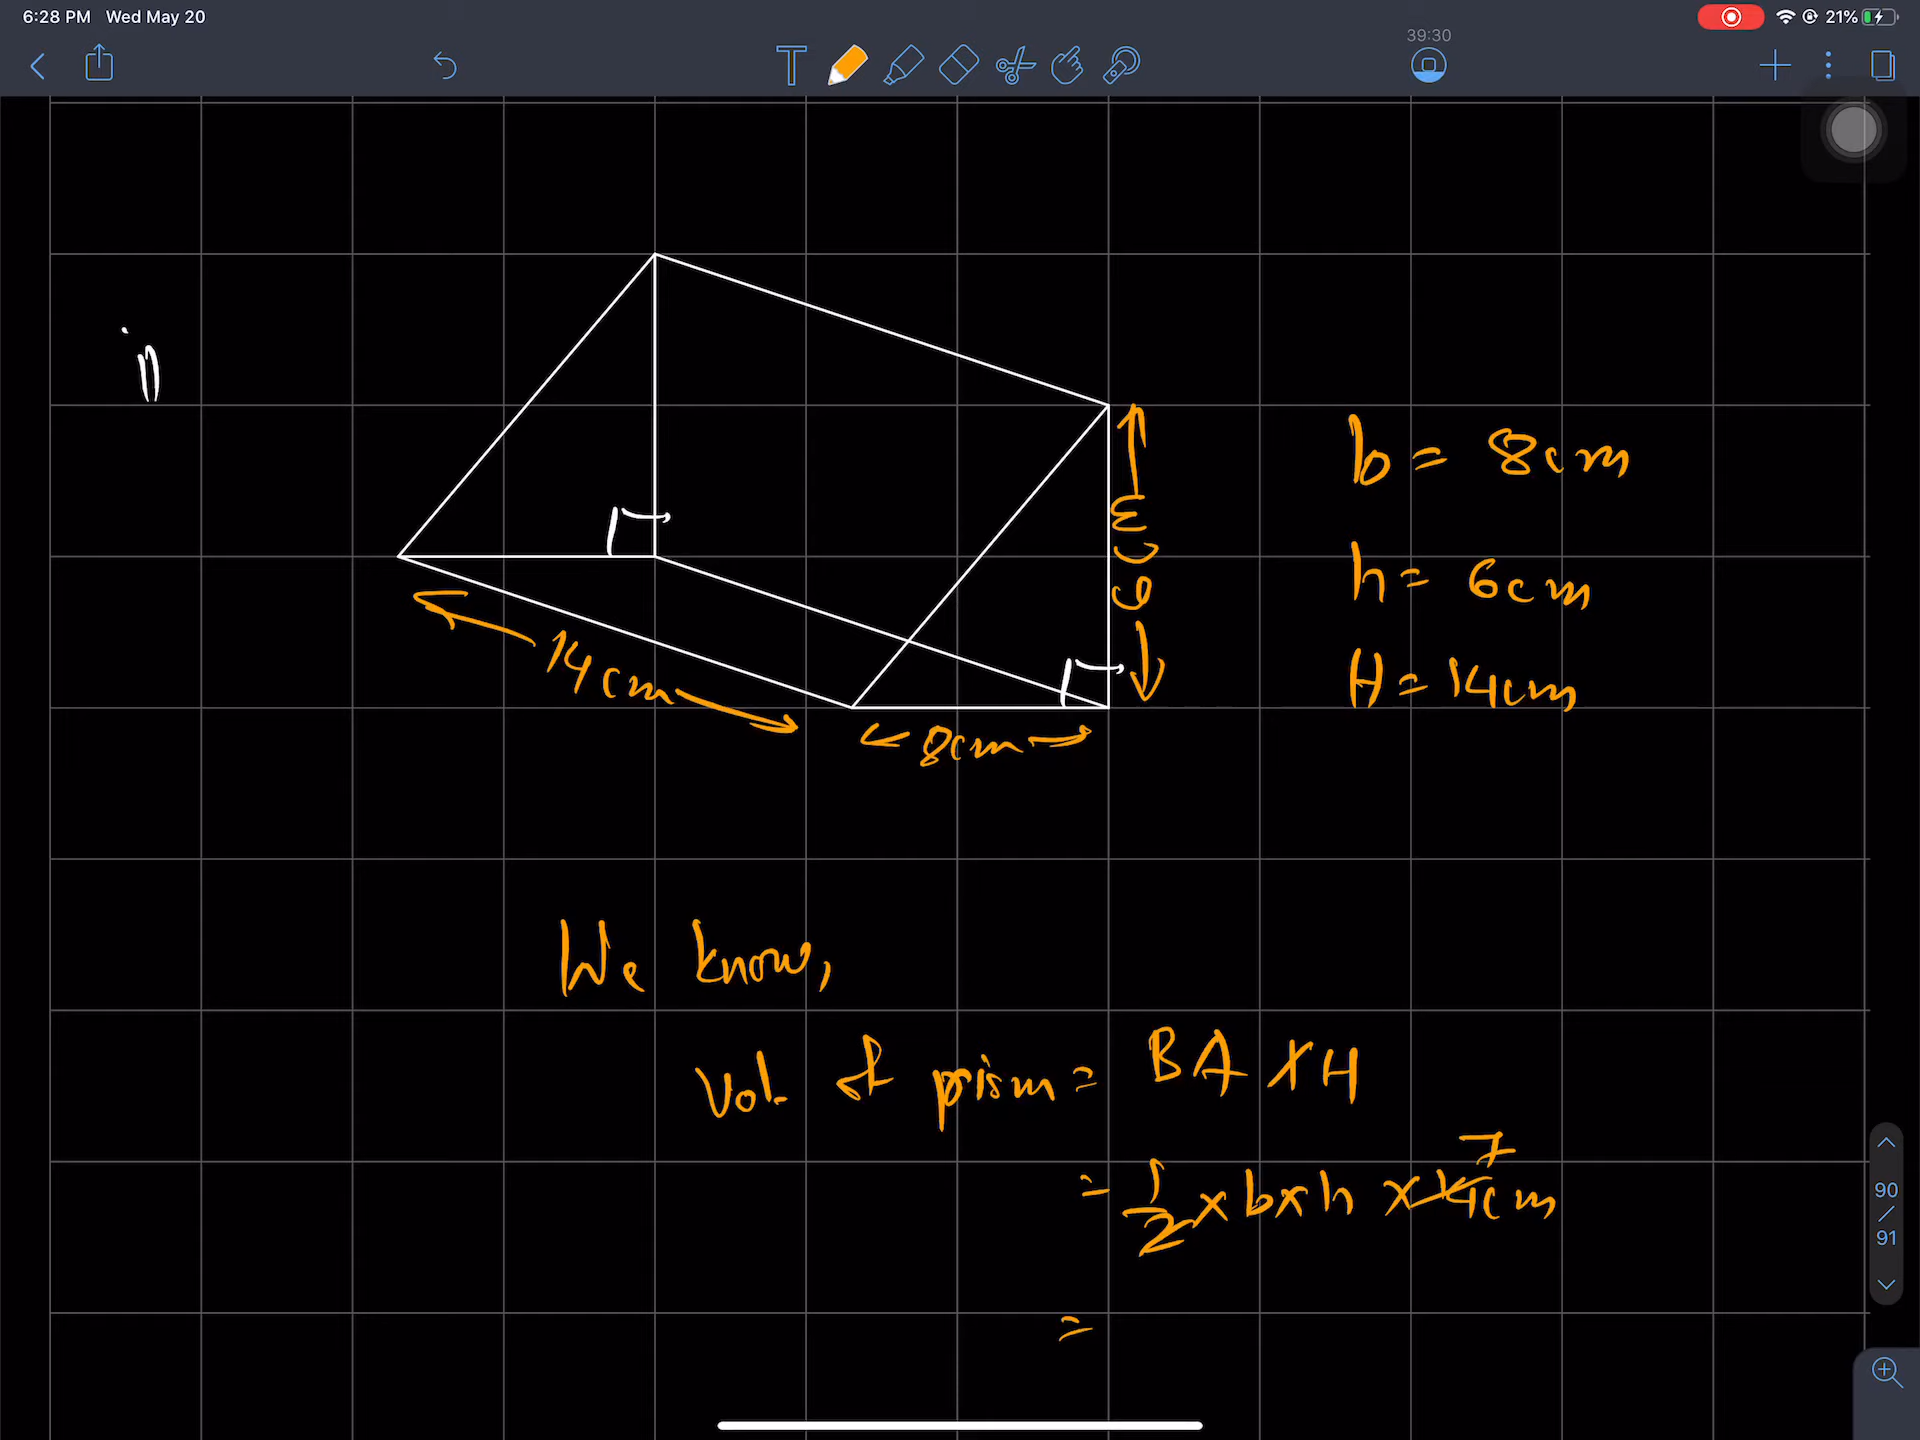 6:28 PM Wed May 20
21%
39:30
T
ii
b = 8cm
6cm
h = 6cm
14cm
H = 14cm
8cm
We know,
Vol. of prism = BA × H
7
= 1/2 × b × h × 14cm
=
90
/
91